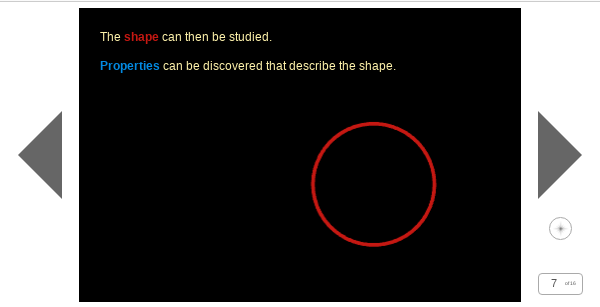 The shape can then be studied.
Properties can be discovered that describe the shape.
7 of 16